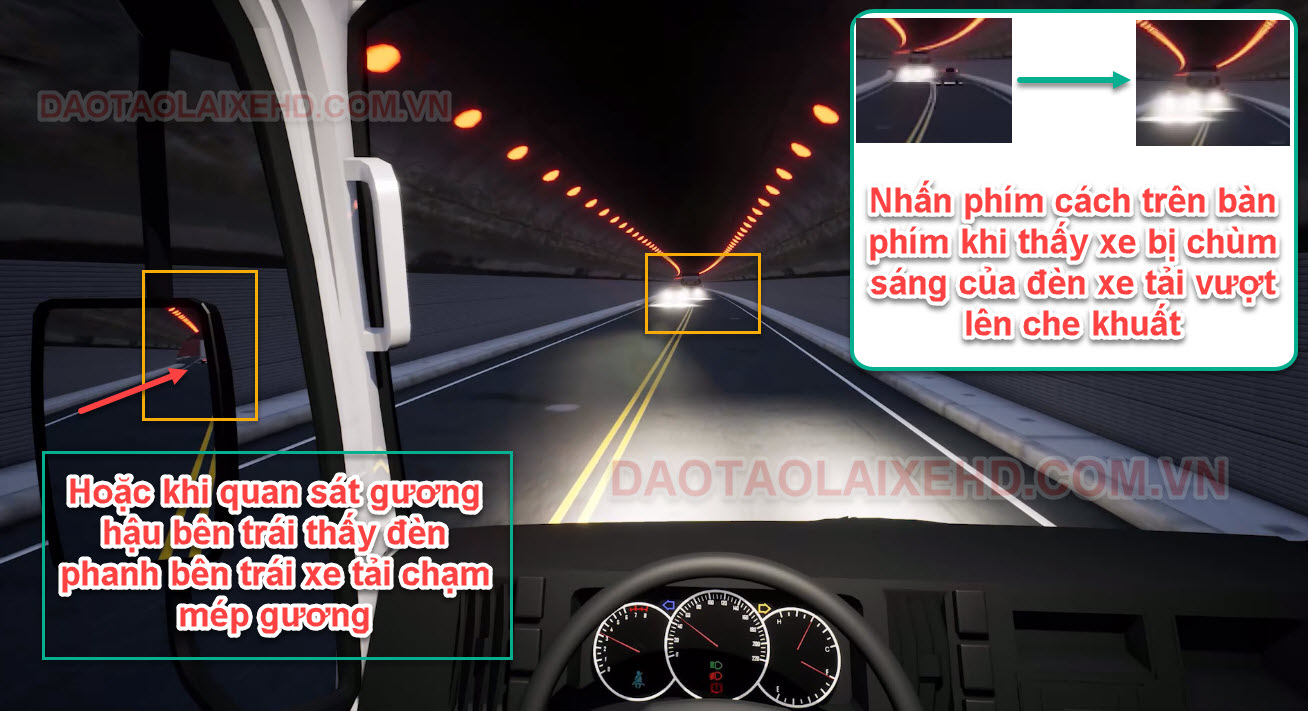 DAOTAOLAIXEHD.COM.VN
Nhấn phím cách trên bàn
phím khi thấy xe bị chùm
sáng của đèn xe tải vượt
lên che khuất
DAOTAOLAIXEHD.COM.VN
Hoặc khi quan sát gương
hậu bên trái thấy đèn
phanh bên trái xe tải chạm
mép gương